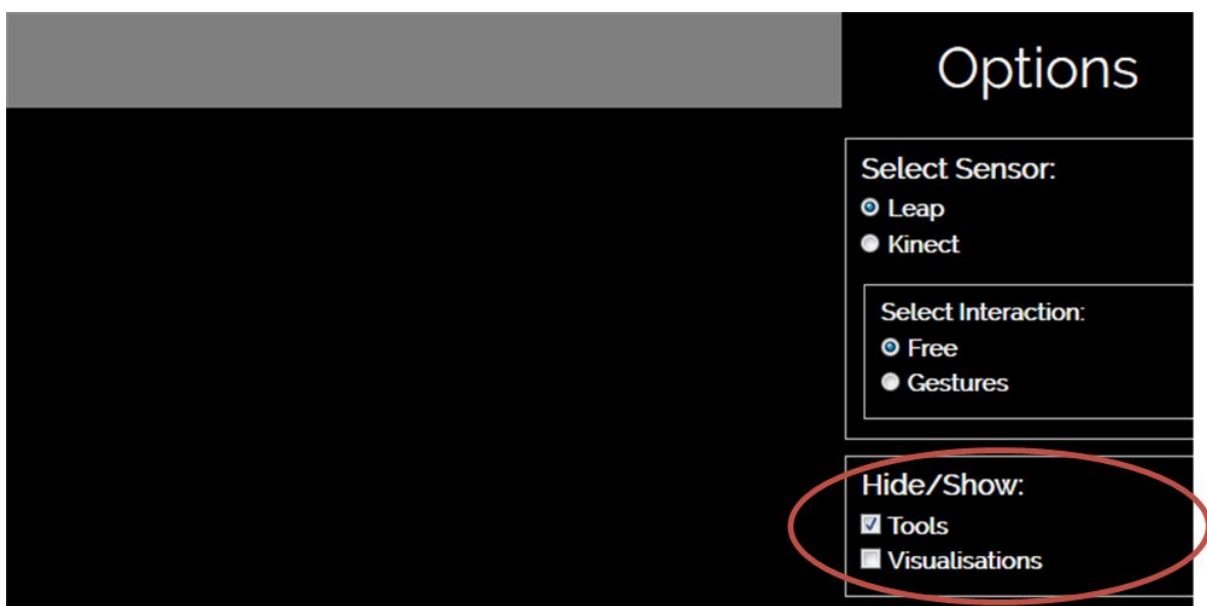 Options
Select Sensor:
Leap
Kinect
Select Interaction:
Free
Gestures
Hide/Show:
Tools
Visualisations